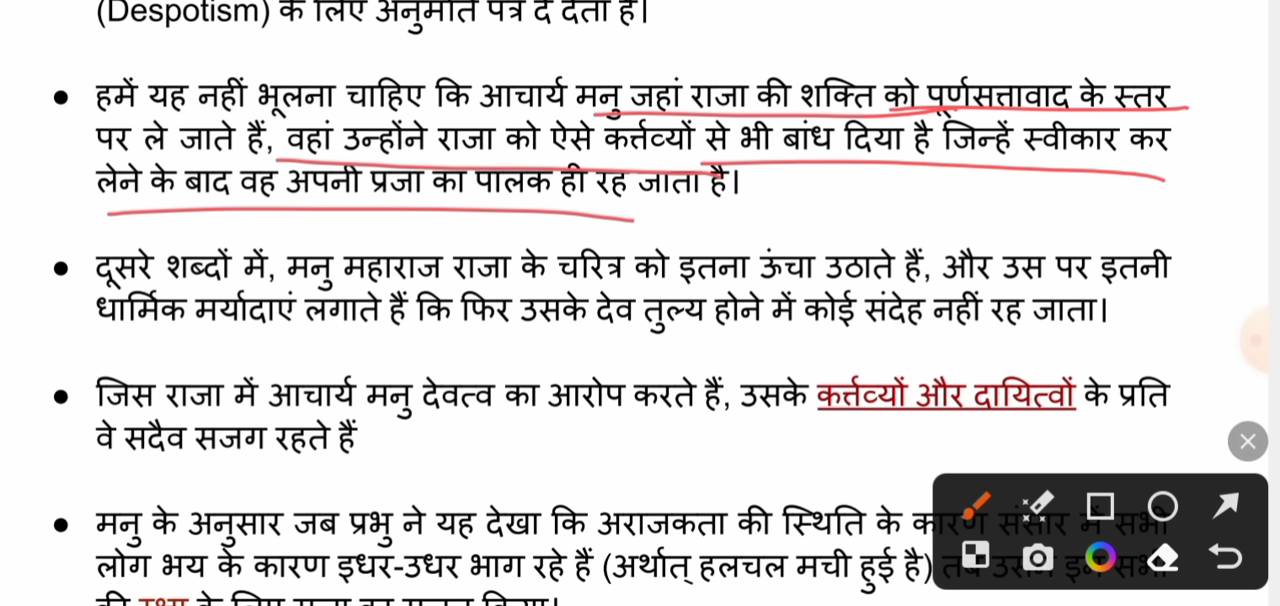 (Despotism) के लिए अनुमति पत्र दे देता है।
● हमें यह नहीं भूलना चाहिए कि आचार्य मनु जहां राजा की शक्ति को पूर्णसत्तावाद के स्तर
पर ले जाते हैं, वहां उन्होंने राजा को ऐसे कर्त्तव्यों से भी बांध दिया है जिन्हें स्वीकार कर
लेने के बाद वह अपनी प्रजा का पालक ही रह जाता है।
● दूसरे शब्दों में, मनु महाराज राजा के चरित्र को इतना ऊंचा उठाते हैं, और उस पर इतनी
धार्मिक मर्यादाएं लगाते हैं कि फिर उसके देव तुल्य होने में कोई संदेह नहीं रह जाता।
● जिस राजा में आचार्य मनु देवत्व का आरोप करते हैं, उसके कर्त्तव्यों और दायित्वों के प्रति
वे सदैव सजग रहते हैं
● मनु के अनुसार जब प्रभु ने यह देखा कि अराजकता की स्थिति के कारण संसार में सभी
लोग भय के कारण इधर-उधर भाग रहे हैं (अर्थात् हलचल मची हुई है)